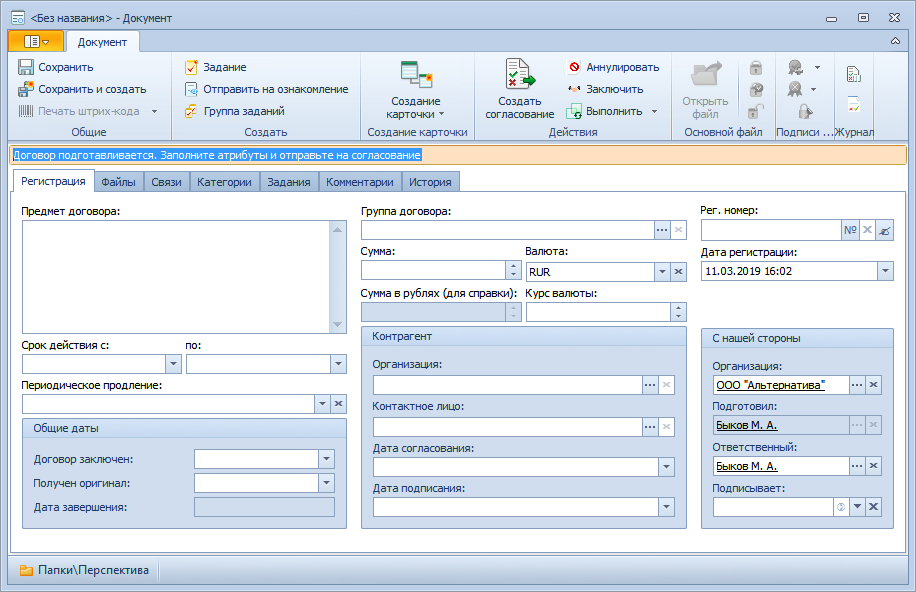 <Без названия> - Документ
Документ
Сохранить
Сохранить и создать
Печать штрих-кода
Общие
Задание
Отправить на ознакомление
Группа заданий
Создать
Создание
карточки
Создание карточки
Создать
согласование
Аннулировать
Заключить
Выполнить
Действия
Открыть
файл
Основной файл
Подписи ...
Журнал
Договор подготавливается. Заполните атрибуты и отправьте на согласование
Регистрация
Файлы
Связи
Категории
Задания
Комментарии
История
Предмет договора:
Срок действия с:
по:
Периодическое продление:
Общие даты
Договор заключен:
Получен оригинал:
Дата завершения:
Группа договора:
Сумма:
Валюта:
RUR
Сумма в рублях (для справки):
Курс валюты:
Контрагент
Организация:
Контактное лицо:
Дата согласования:
Дата подписания:
Рег. номер:
№
Дата регистрации:
11.03.2019 16:02
С нашей стороны
Организация:
ООО "Альтернатива"
Подготовил:
Быков М. А.
Ответственный:
Быков М. А.
Подписывает:
Папки\Перспектива